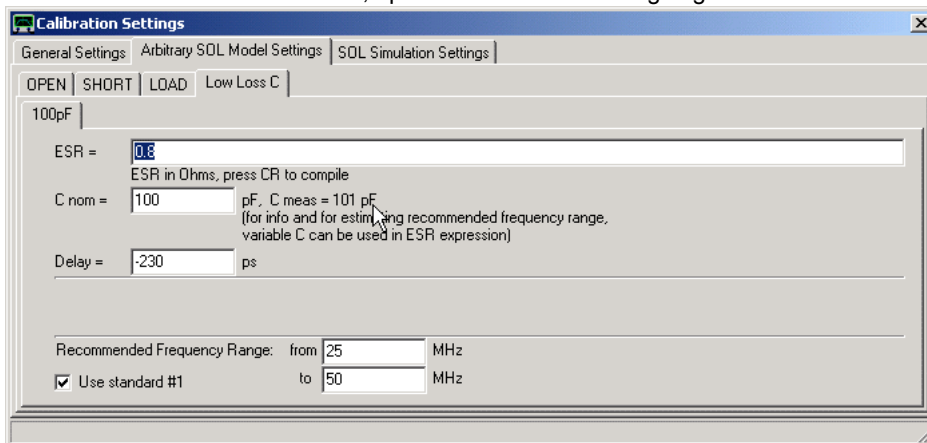 Calibration Settings
General Settings Arbitrary SOL Model Settings SOL Simulation Settings
OPEN SHORT LOAD Low Loss C
100pF
ESR = 0.8
ESR in Ohms, press CR to compile
C nom = 100 pF, C meas = 101 pF
(for info and for estimating recommended frequency range,
variable C can be used in ESR expression)
Delay = -230 ps
Recommended Frequency Range: from 25 MHz
Use standard #1 to 50 MHz